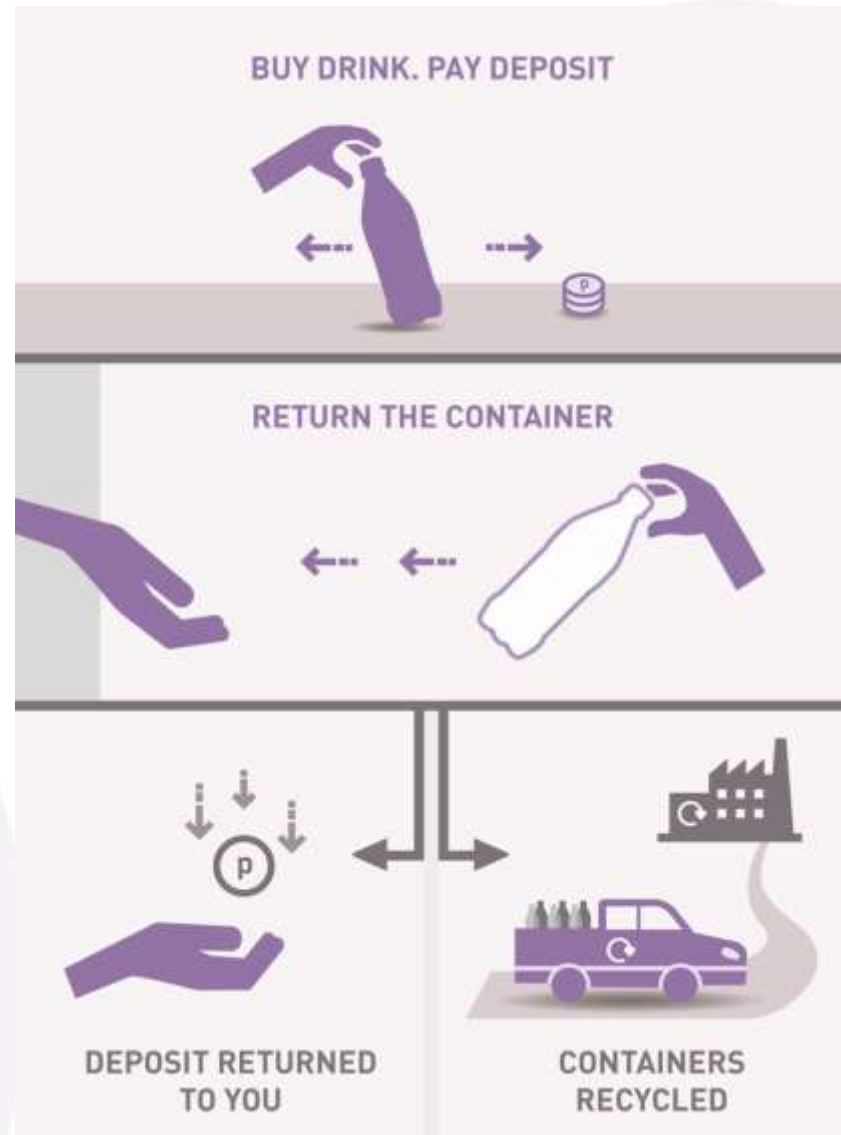 BUY DRINK. PAY DEPOSIT
p
RETURN THE CONTAINER
p
DEPOSIT RETURNED
TO YOU
CONTAINERS
RECYCLED